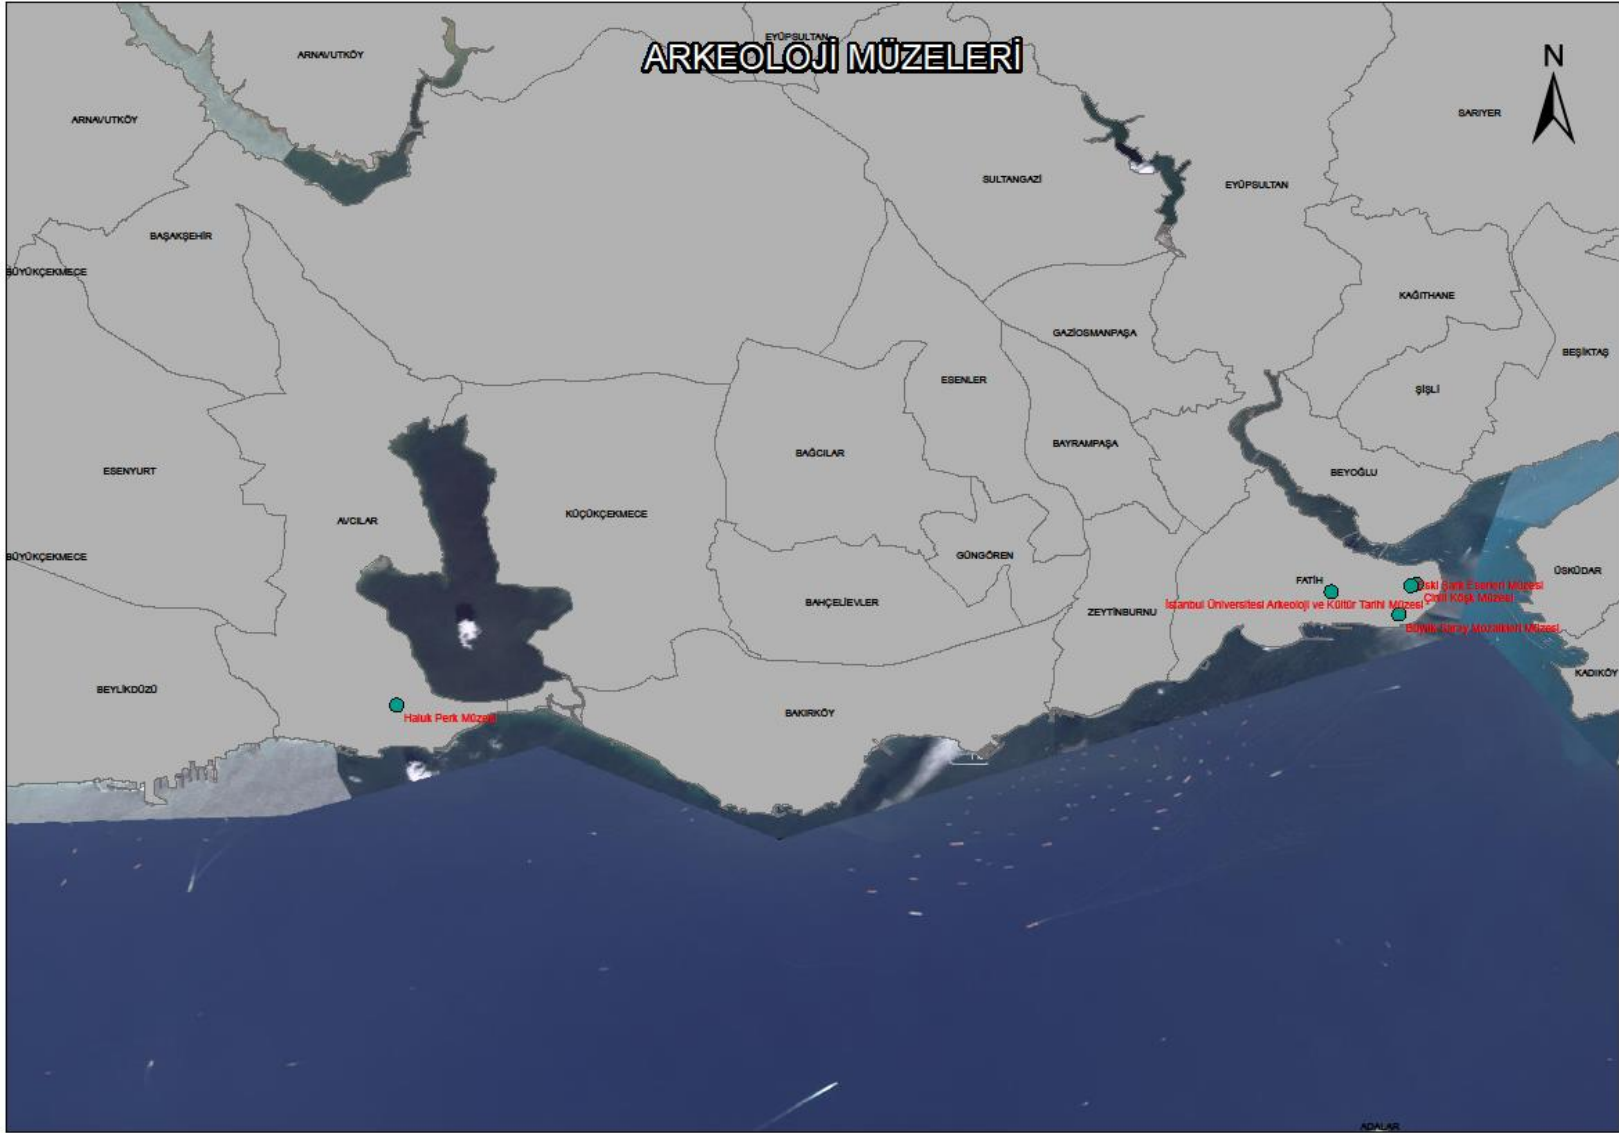 EYÜPSULTAN
ARKEOLOJİ MÜZELERİ
N
ARNAVUTKÖY
ARNAVUTKÖY
SARIYER
SULTANGAZİ
EYÜPSULTAN
BAŞAKŞEHİR
BÜYÜKÇEKMECE
KAĞITHANE
GAZİOSMANPAŞA
BEŞİKTAŞ
ESENLER
ŞİŞLİ
BAYRAMPAŞA
BAĞCILAR
ESENYURT
BEYOĞLU
AVCILAR
KÜÇÜKÇEKMECE
BÜYÜKÇEKMECE
GÜNGÖREN
ÜSKÜDAR
FATİH
Eski Şark Eserleri Müzesi
Çinili Köşk Müzesi
BAHÇELİEVLER
İstanbul Üniversitesi Arkeoloji ve Kültür Tarihi Müzesi
ZEYTİNBURNU
Büyük Saray Mozaikleri Müzesi
KADIKÖY
BEYLİKDÜZÜ
BAKIRKÖY
Haluk Perk Müzesi
ADALAR